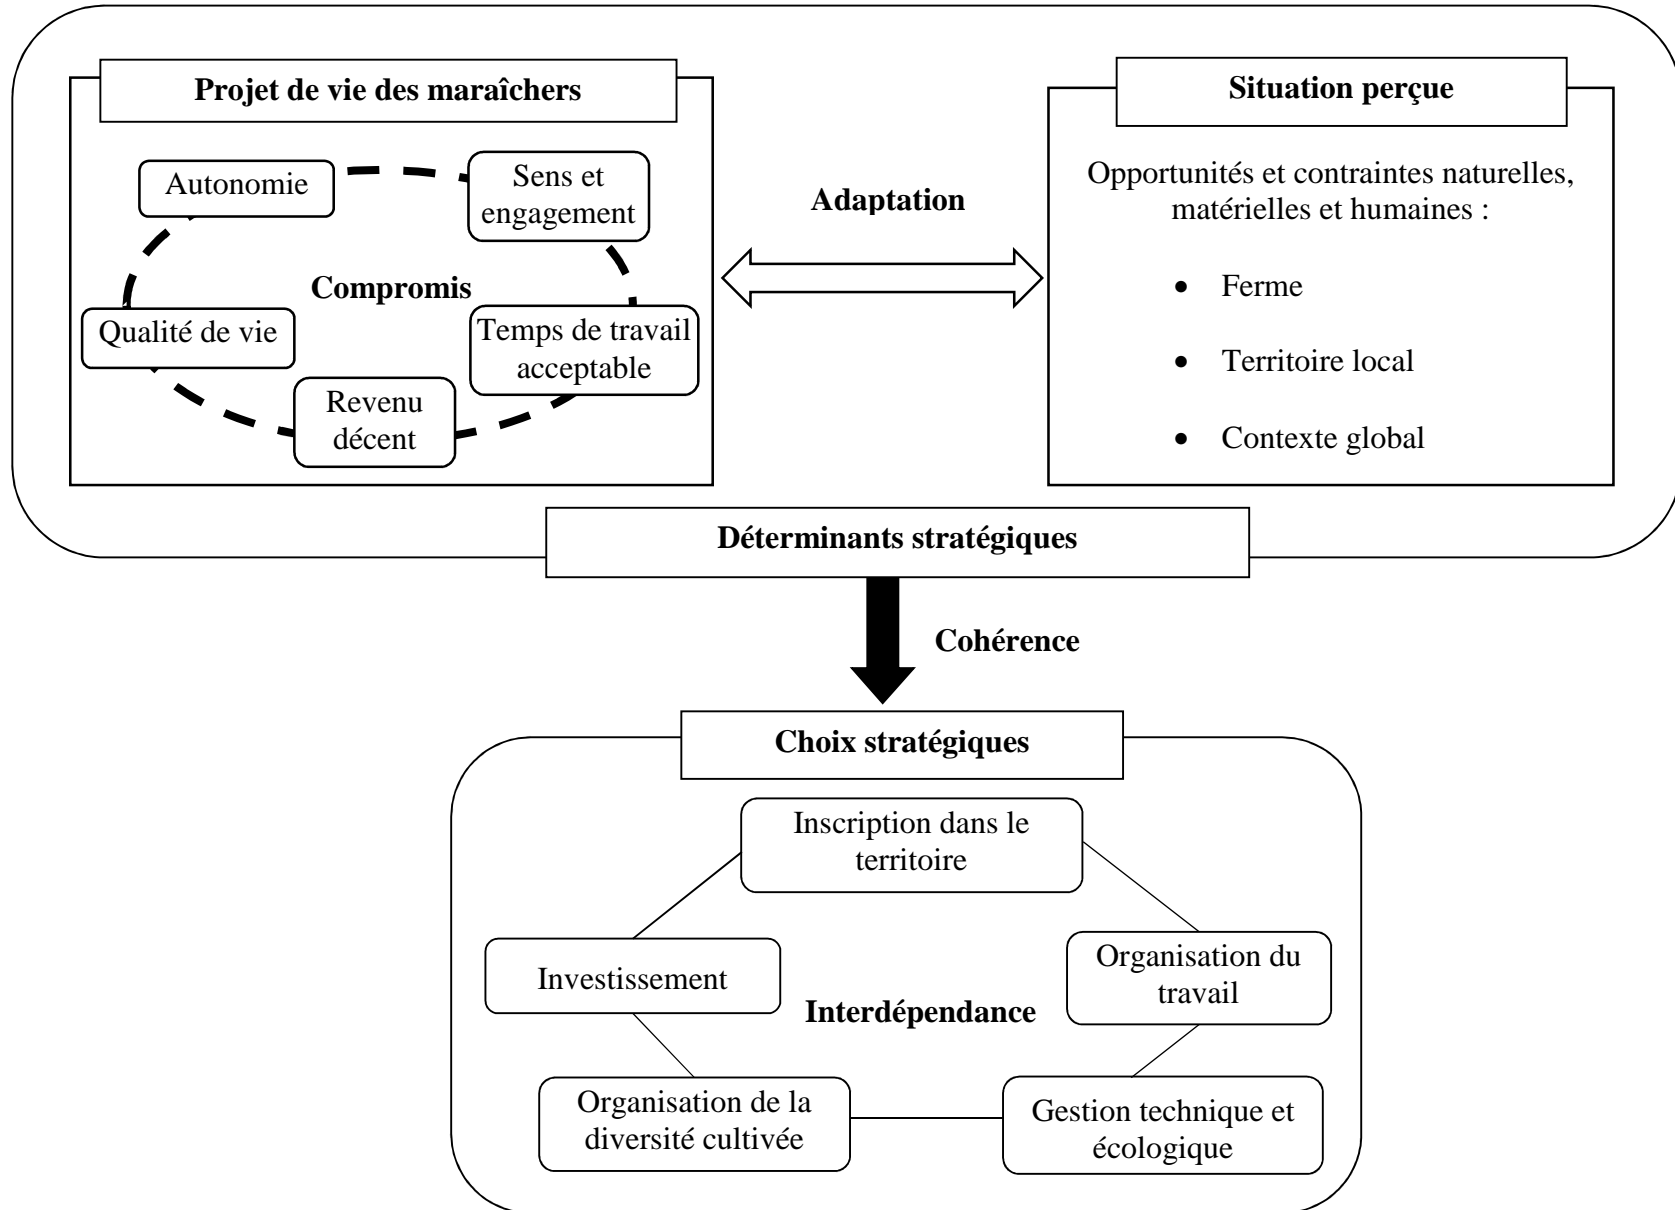 Projet de vie des maraîchers
Autonomie
Sens et
engagement
Compromis
Qualité de vie
Temps de travail
acceptable
Revenu
décent
Adaptation
Situation perçue
Opportunités et contraintes naturelles,
matérielles et humaines :
• Ferme
• Territoire local
• Contexte global
Déterminants stratégiques
Cohérence
Choix stratégiques
Inscription dans le
territoire
Investissement
Organisation du
travail
Interdépendance
Organisation de la
diversité cultivée
Gestion technique et
écologique